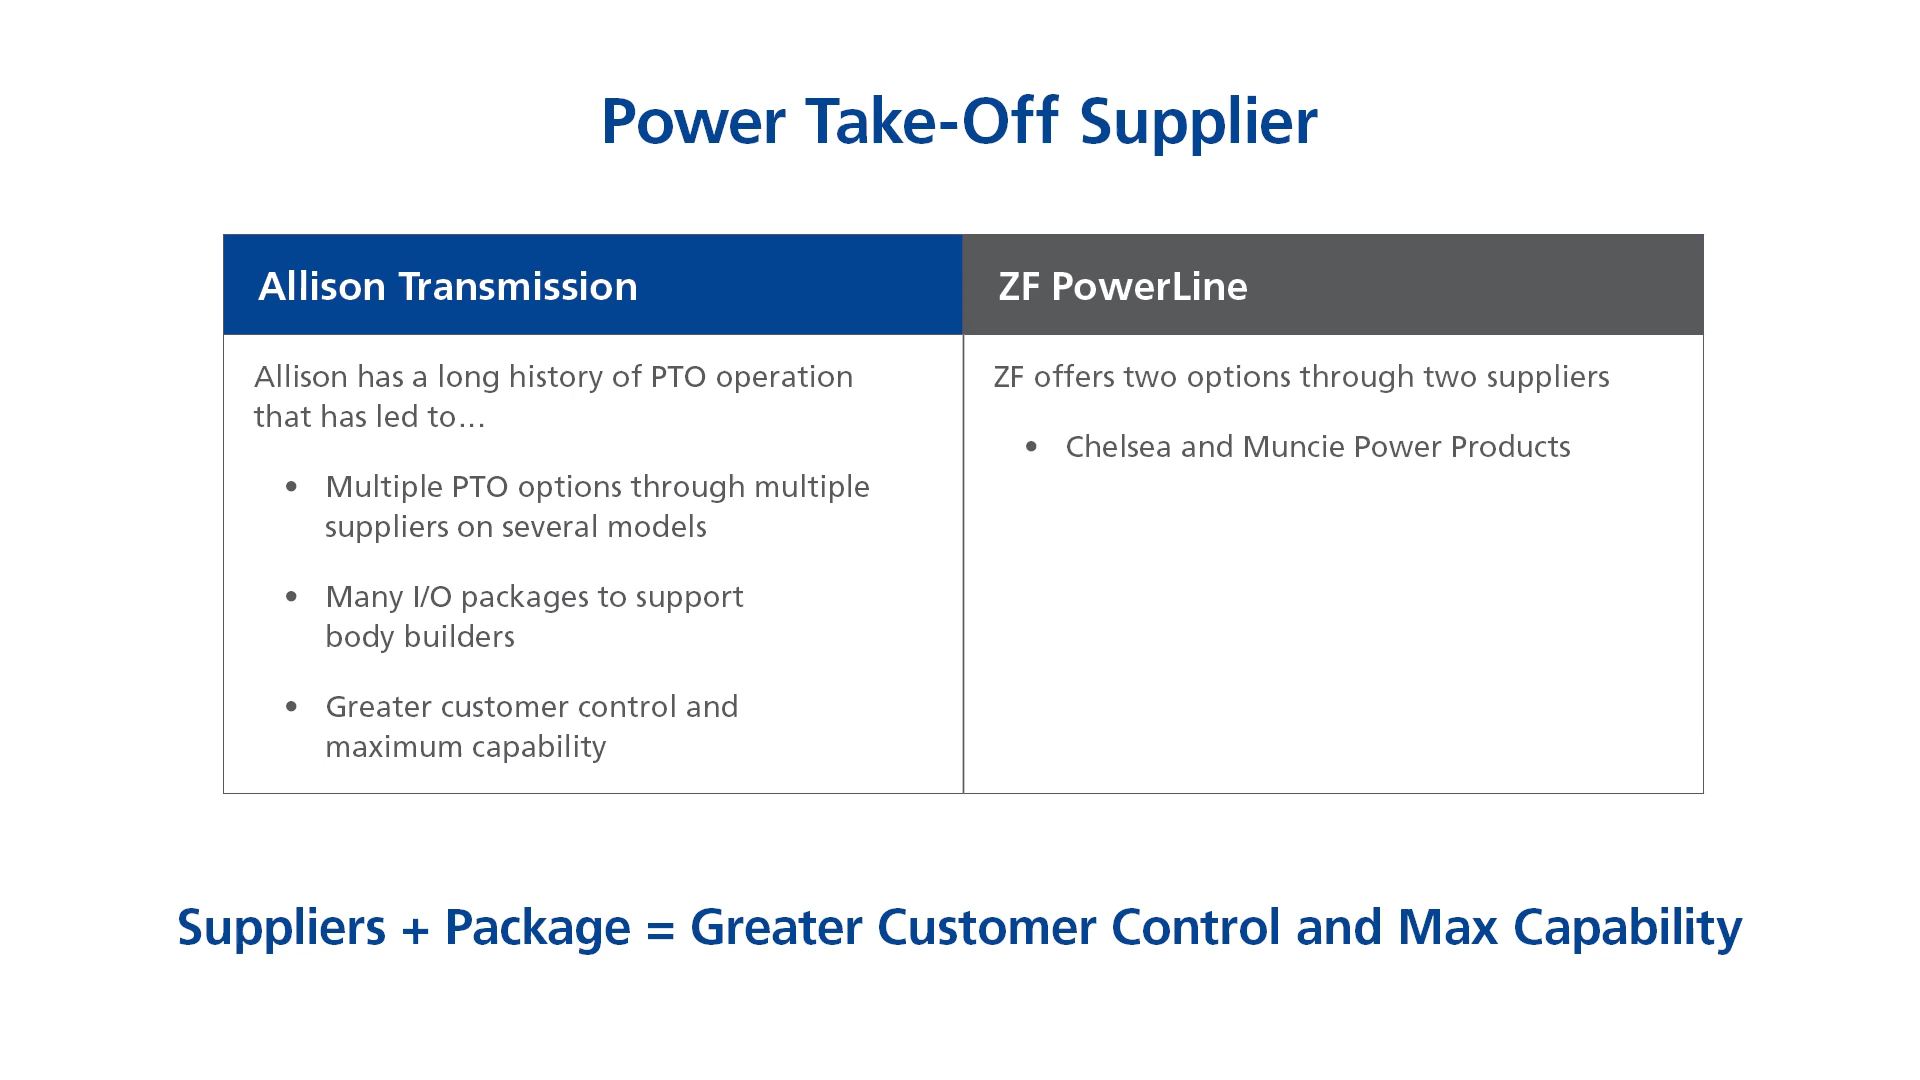 Power Take-Off Supplier
Allison Transmission
Allison has a long history of PTO operation
that has led to...
• Multiple PTO options through multiple
suppliers on several models
• Many I/O packages to support
body builders
• Greater customer control and
maximum capability
ZF PowerLine
ZF offers two options through two suppliers
• Chelsea and Muncie Power Products
Suppliers + Package = Greater Customer Control and Max Capability